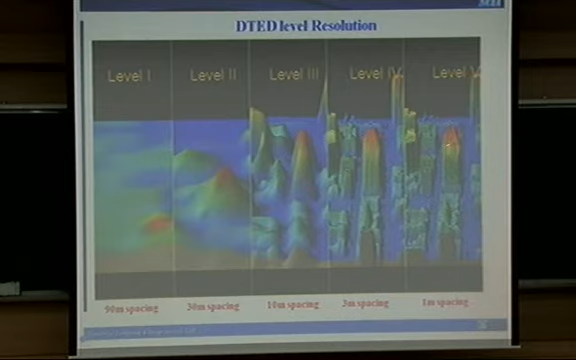 DTED level Resolution
Level I Level II Level III Level IV Level V
90m spacing 30m spacing 10m spacing 3m spacing 1m spacing